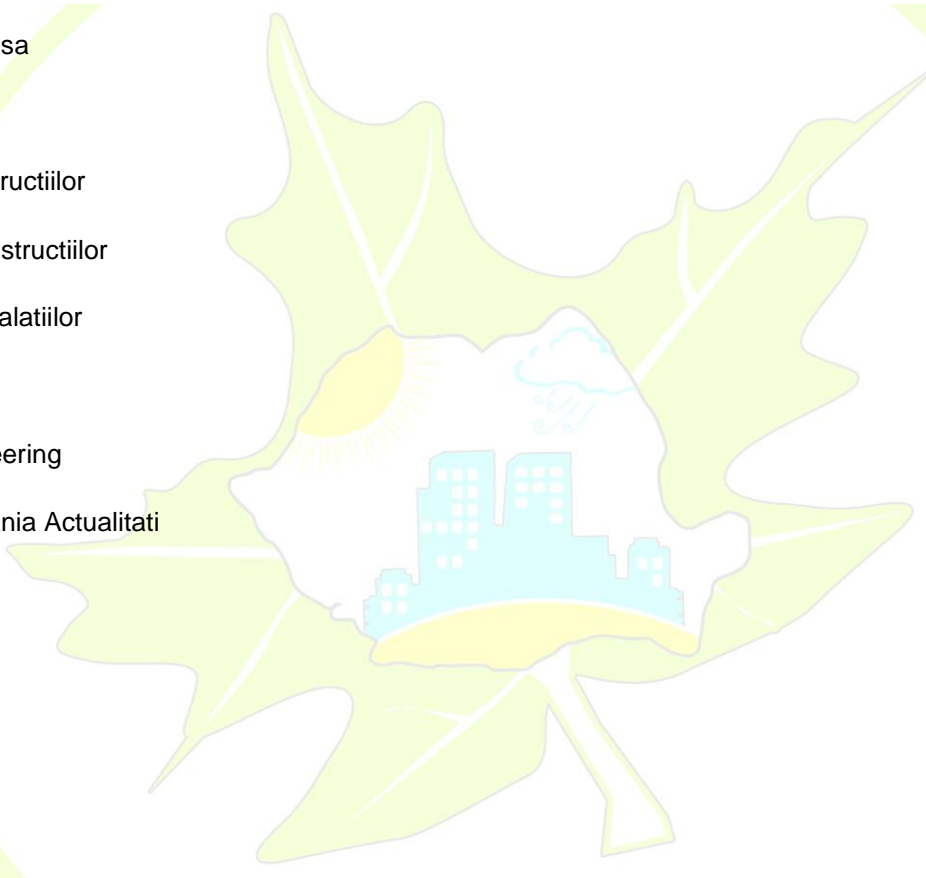 sa
ructiilor
structiilor
alatiilor
eering
nia Actualitati